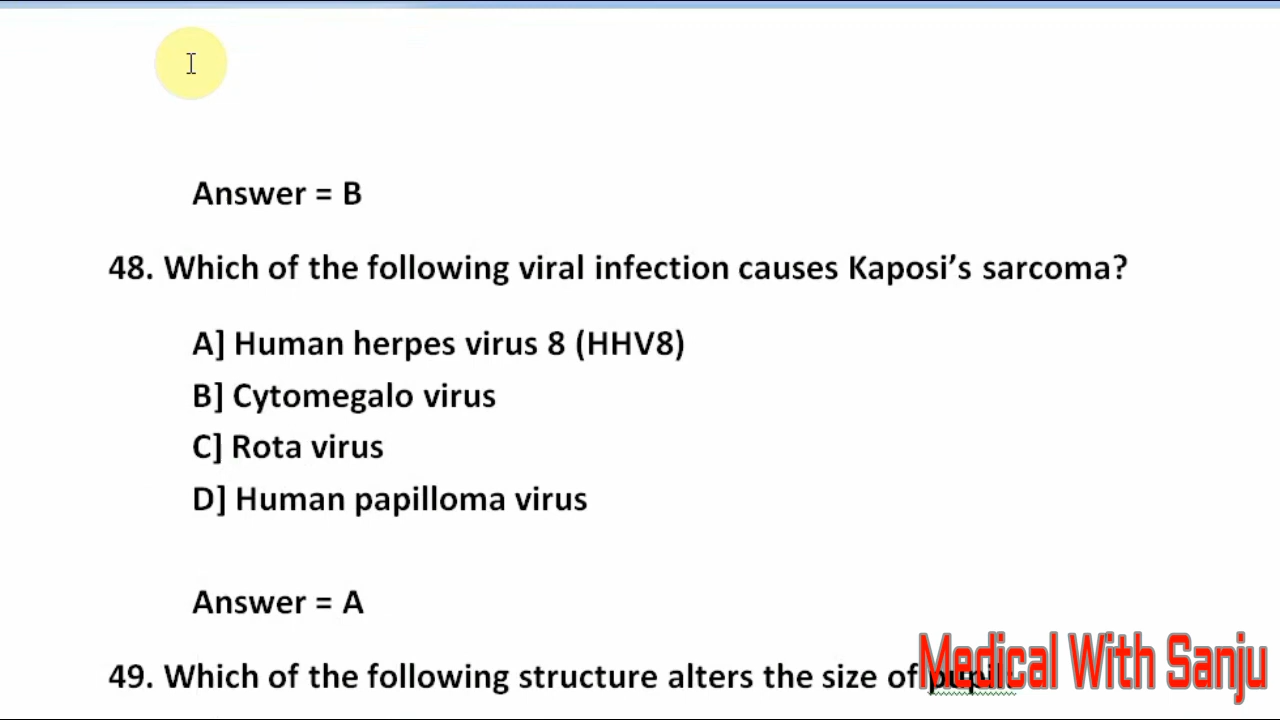 Answer = B
48. Which of the following viral infection causes Kaposi’s sarcoma?
A] Human herpes virus 8 (HHV8)
B] Cytomegalo virus
C] Rota virus
D] Human papilloma virus
Answer = A
49. Which of the following structure alters the size of pupil
Medical With Sanju